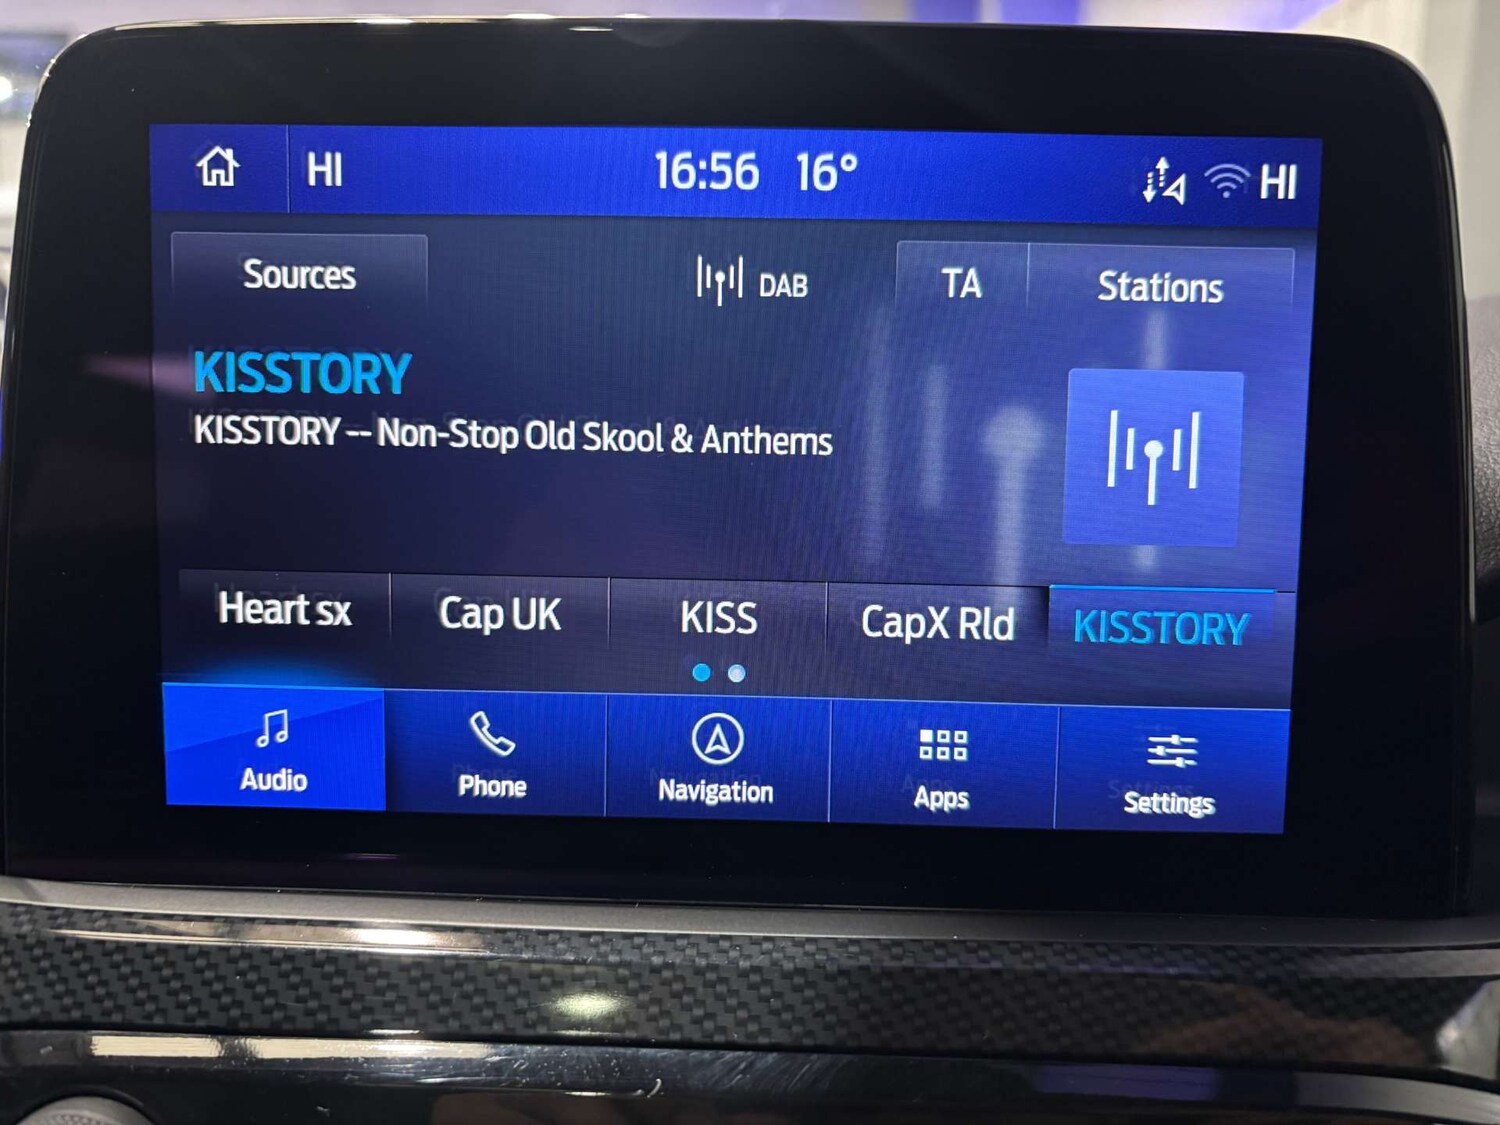 HI 16:56 16° HI
Sources DAB TA Stations
KISSTORY
KISSTORY -- Non-Stop Old Skool & Anthems
Heart sx Cap UK KISS CapX Rld KISSTORY
Audio Phone Navigation Apps Settings